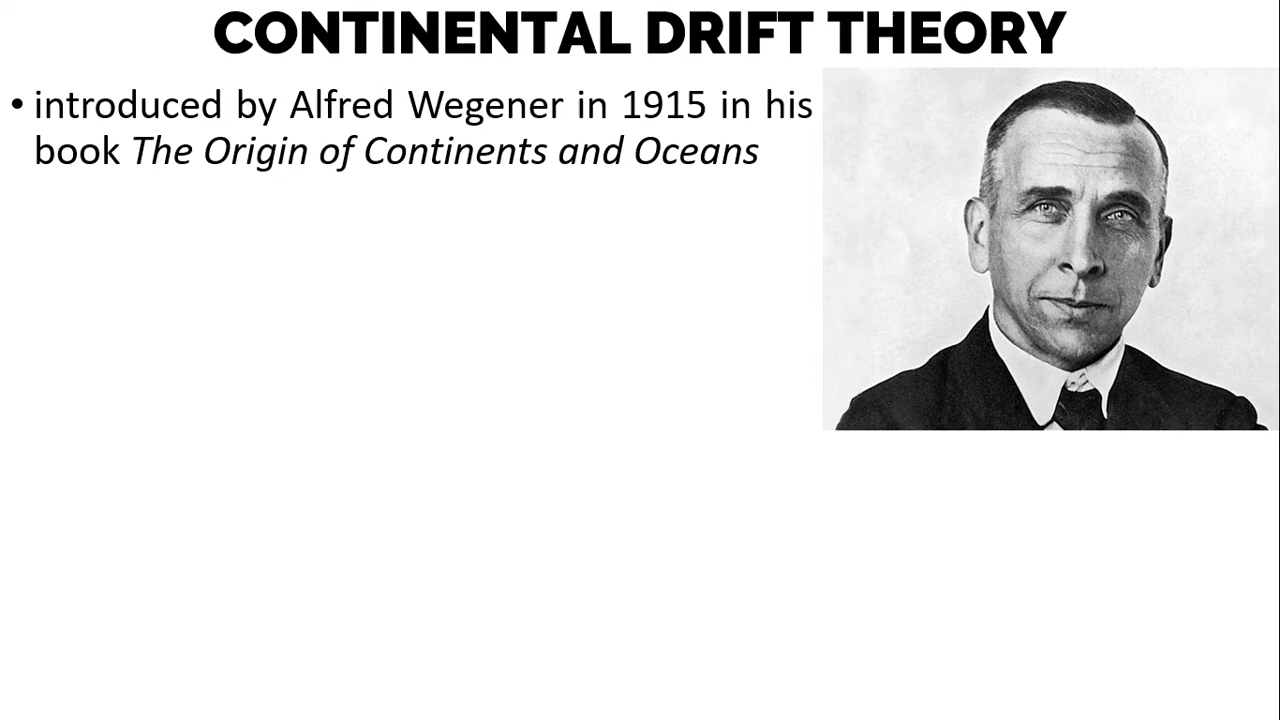 CONTINENTAL DRIFT THEORY
• introduced by Alfred Wegener in 1915 in his
book The Origin of Continents and Oceans